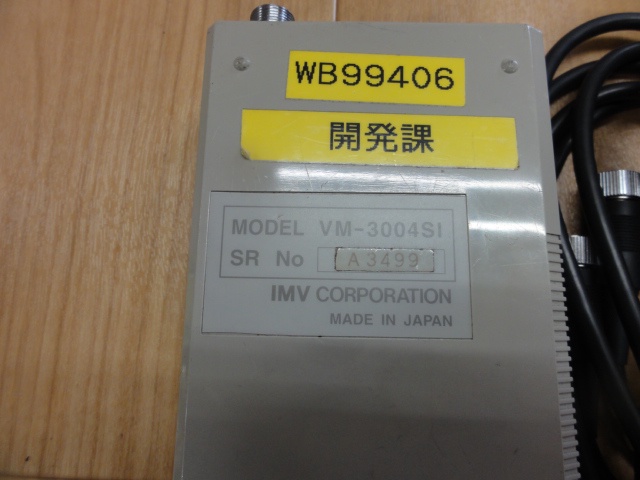 WB99406
開発課
MODEL VM-3004SI
SR No A3499
IMV CORPORATION
MADE IN JAPAN